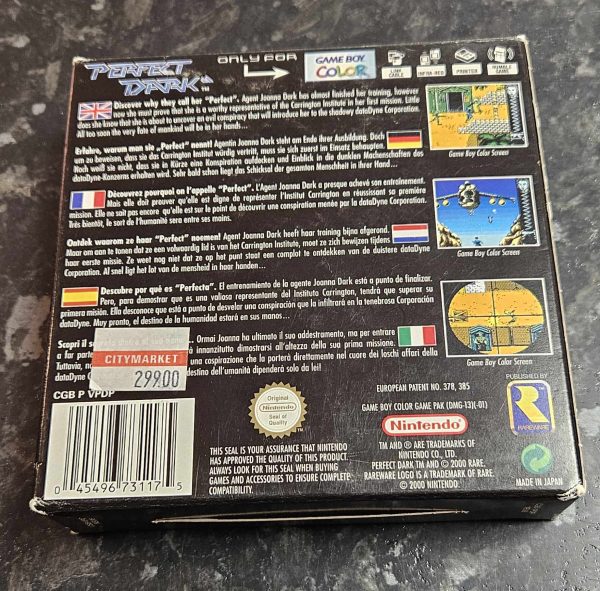 PERFECT DARK™
ONLY FOR
GAME BOY COLOR
LINK CABLE
INFRA-RED
PRINTER
RUMBLE GAME
Discover why they call her "Perfect". Agent Joanna Dark has almost finished her training, however
now she must prove that she is a worthy representative of the Carrington Institute in her first mission. Little
does she know that she is about to uncover an evil conspiracy that will introduce her to the shadowy dataDyne Corporation.
All too soon the very fate of mankind will be in her hands...
Game Boy Color Screen
Erfahre, warum man sie „Perfect" nennt! Agentin Joanna Dark steht am Ende ihrer Ausbildung. Doch
um zu beweisen, dass sie das Carrington Institut würdig vertritt, muss sie sich zuerst im Einsatz behaupten.
Noch weiß sie nicht, dass sie in Kürze einen Konspiration aufdecken und Einblick in die dunklen Machenschaften des
dataDyne-Konzerns erhalten wird. Sehr bald schon liegt das Schicksal der gesamten Menschheit in ihrer Hand...
Découvrez pourquoi on l'appelle "Perfect". L'Agent Joanna Dark a presque achevé son entraînement.
Mais elle doit prouver qu'elle est digne de représenter l'Institut Carrington en réussissant sa première
mission. Elle ne sait pas encore qu'elle est sur le point de découvrir une conspiration menée par la dataDyne Corporation.
Très bientôt, le sort de l'humanité sera entre ses mains.
Game Boy Color Screen
Ontdek waarom ze haar "Perfect" noemen! Agent Joanna Dark heeft haar training bijna afgerond.
Maar om aan te tonen dat ze een volwaardig lid is van het Carrington Institute, moet ze zich bewijzen tijdens
haar eerste missie. Ze weet nog niet dat ze op het punt staat een complot te ontdekken van de duistere dataDyne
Corporation. Al snel ligt het lot van de mensheid in haar handen...
Descubre por qué es "Perfecta". El entrenamiento de la agente Joanna Dark está a punto de finalizar.
Pero, para demostrar que es una valiosa representante del Instituto Carrington, tendrá que superar su
primera misión. Ella desconoce que está a punto de desvelar una conspiración que la infiltrará en la tenebrosa Corporación
dataDyne. Muy pronto, el destino de la humanidad estará en sus manos...
Game Boy Color Screen
Scopri il Ormai Joanna ha ultimato il suo addestramento, ma per entrare
a far parte innanzitutto dimostrarsi all'altezza della sua prima missione.
Tuttavia, una cospirazione che la porterà direttamente nel cuore dei loschi affari della
dataDyne destino dell'umanità dipenderà solo da lei!
CITYMARKET
299.00
CGB P VPDP
0 45496 73117 5
Original
Nintendo
Seal of
Quality
THIS SEAL IS YOUR ASSURANCE THAT NINTENDO
HAS APPROVED THE QUALITY OF THIS PRODUCT.
ALWAYS LOOK FOR THIS SEAL WHEN BUYING
GAMES AND ACCESSORIES TO ENSURE COMPLETE
COMPATIBILITY.
EUROPEAN PATENT NO. 378, 385
GAME BOY COLOR GAME PAK (DMG-13)(-01)
Nintendo
TM AND ® ARE TRADEMARKS OF
NINTENDO CO., LTD.
PERFECT DARK,TM AND © 2000 RARE.
RAREWARE LOGO IS A TRADEMARK OF RARE.
© 2000 NINTENDO.
PUBLISHED BY
R
RAREWARE
MADE IN JAPAN